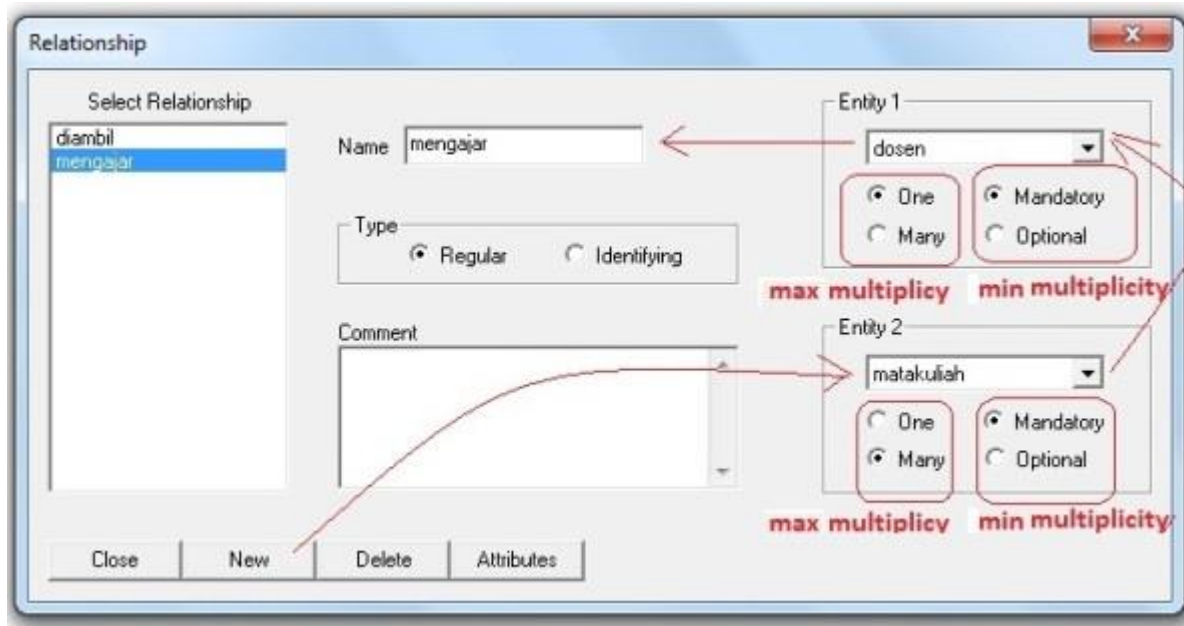 Relationship
Select Relationship
diambil
mengajar
Name mengajar
Type
Regular Identifying
Comment
Entity 1
dosen
One Mandatory
Many Optional
max multiplicy min multiplicity
Entity 2
matakuliah
One Mandatory
Many Optional
max multiplicy min multiplicity
Close New Delete Attributes